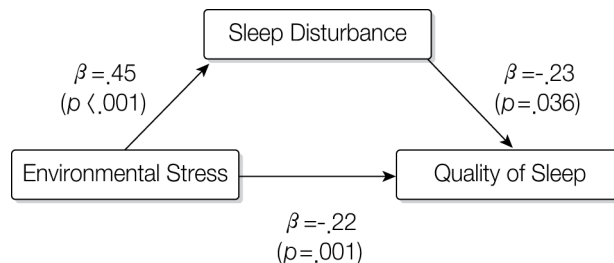 Sleep Disturbance
β=.45
(p<.001)
β=-.23
(p=.036)
Environmental Stress
Quality of Sleep
β=-.22
(p=.001)